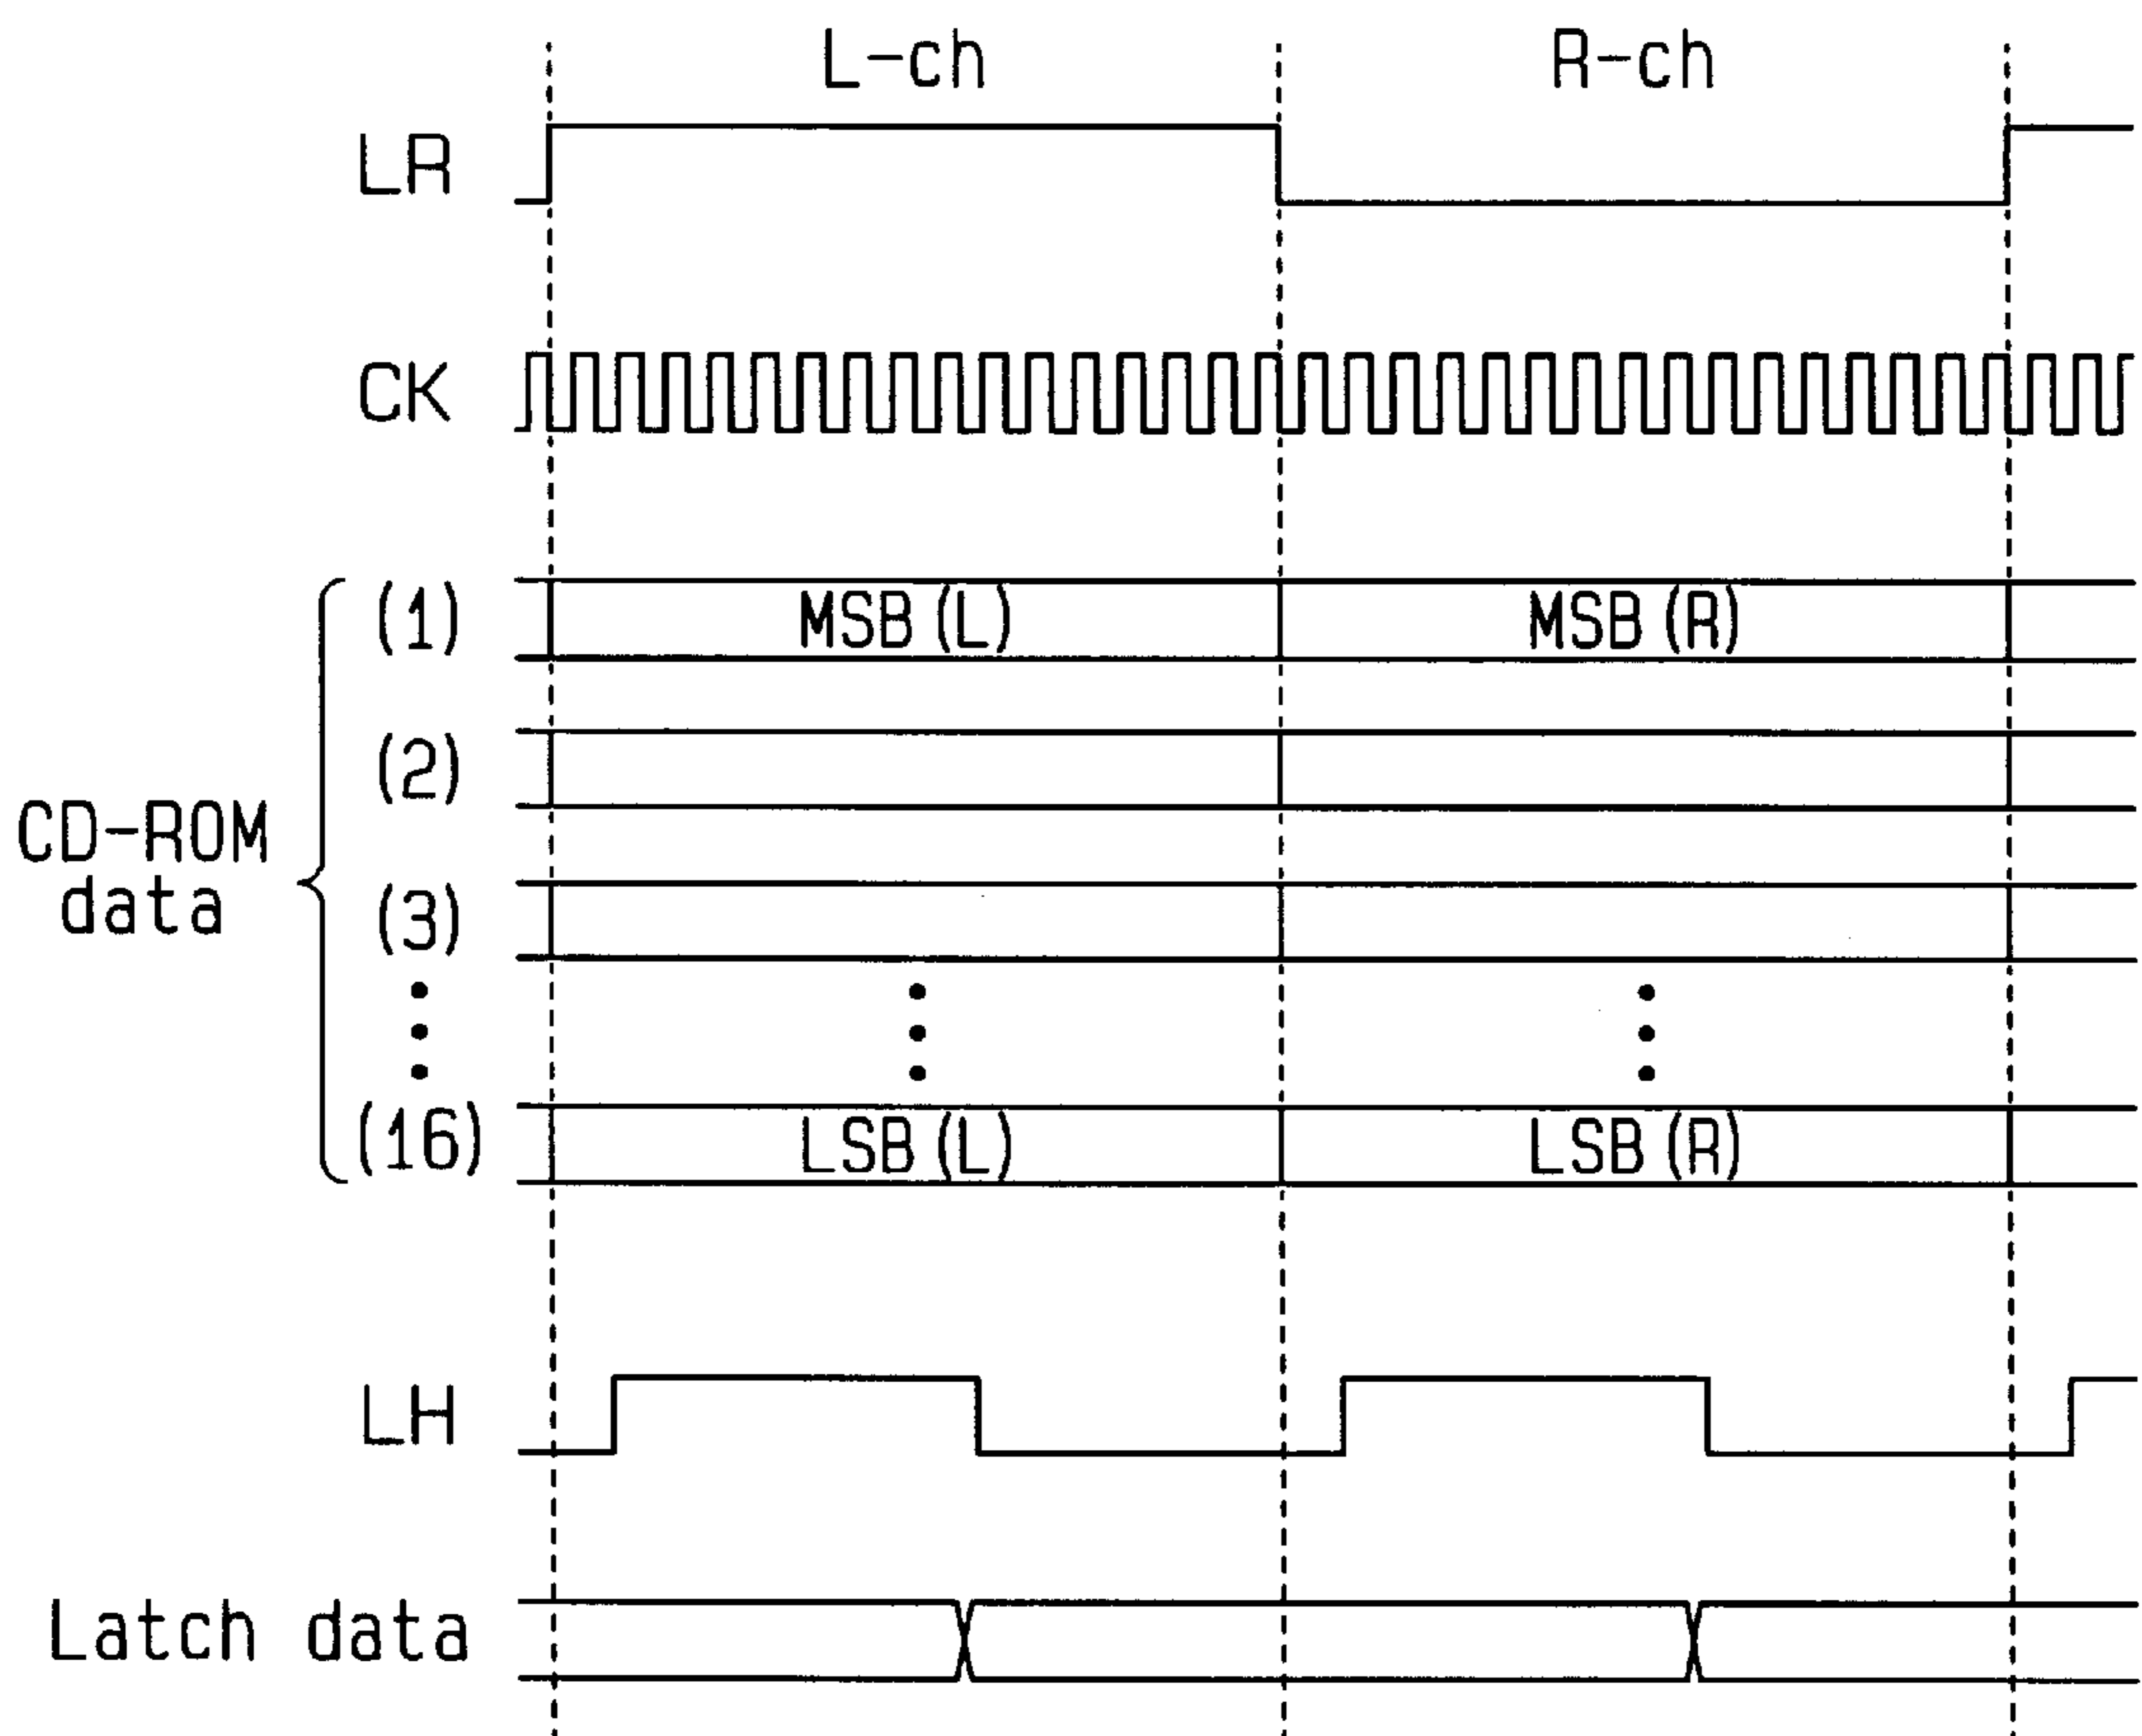 L-ch R-ch
LR
CK
(1) MSB(L) MSB(R)
(2)
CD-ROM
data
(3)
(16) LSB(L) LSB(R)
LH
Latch data